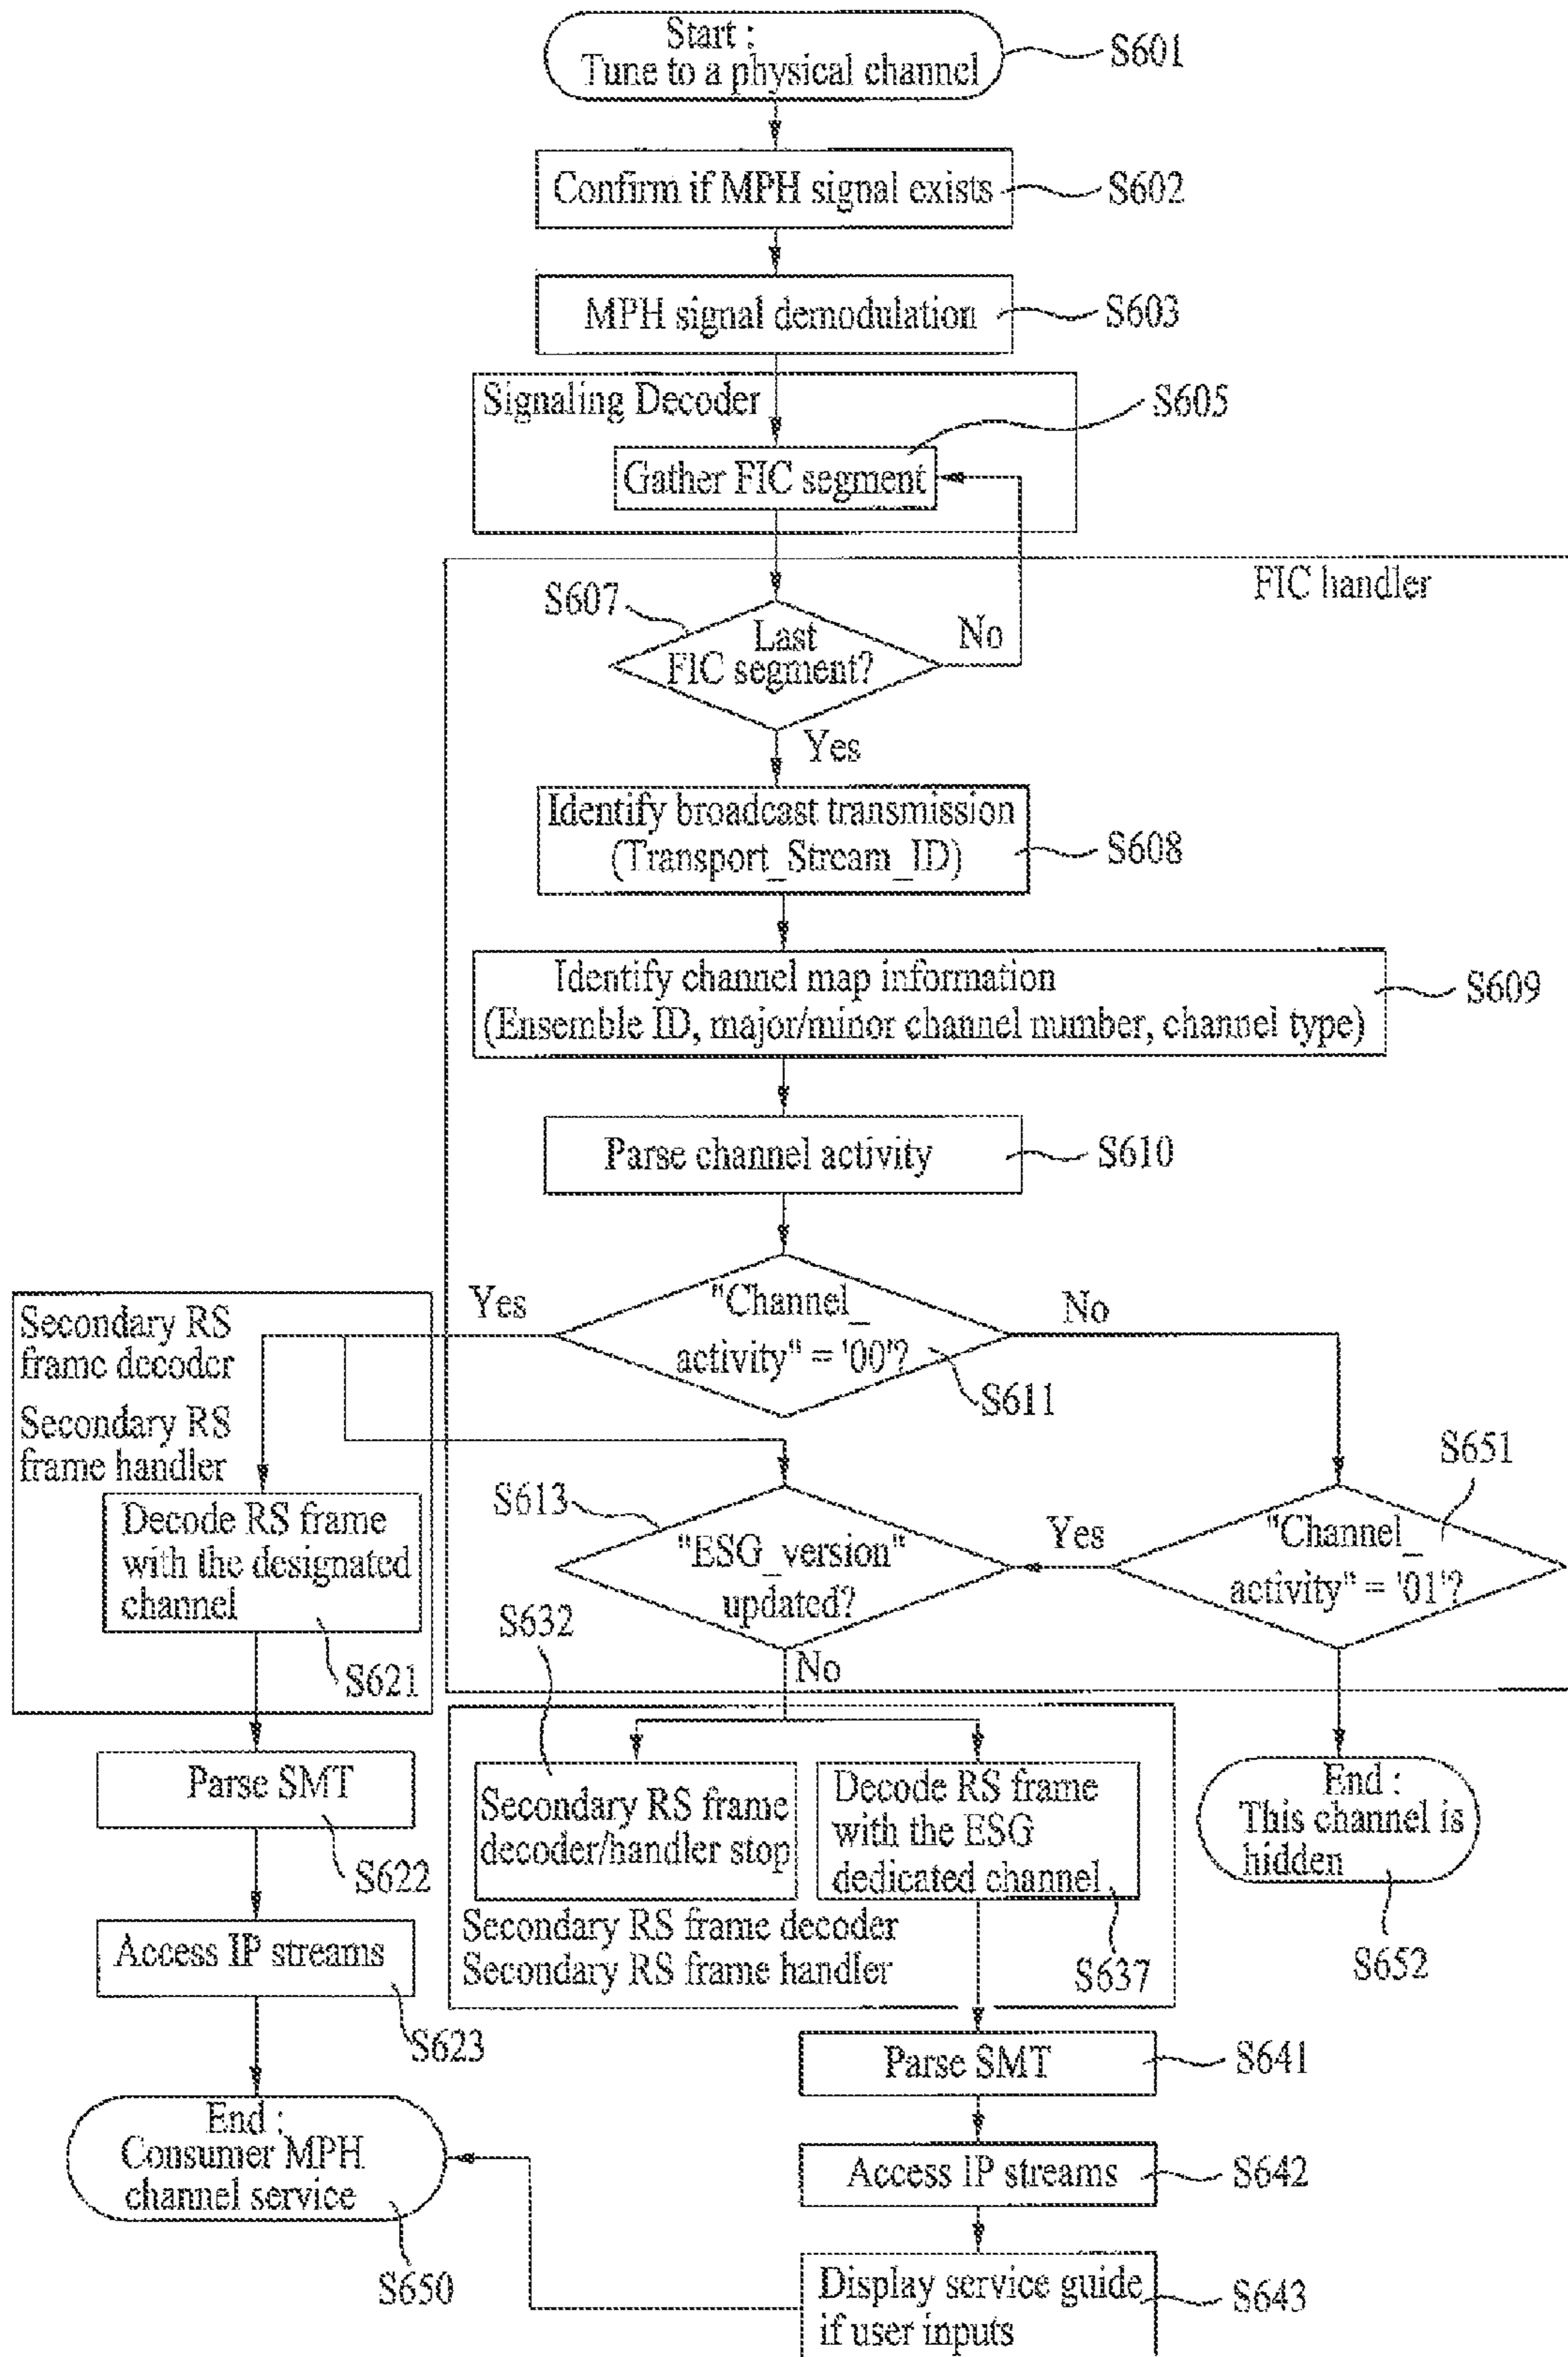 Start :
Tune to a physical channel
S601
Confirm if MPH signal exists
S602
MPH signal demodulation
S603
Signaling Decoder
S605
Gather FIC segment
FIC handler
S607
Last
FIC segment?
No
Yes
Identify broadcast transmission
(Transport_Stream_ID)
S608
Identify channel map information
(Ensemble ID, major/minor channel number, channel type)
S609
Parse channel activity
S610
Yes
"Channel_
activity" = '00'?
No
S611
Secondary RS
frame decoder
Secondary RS
frame handler
Decode RS frame
with the designated
channel
S621
S613
"ESG_version"
updated?
Yes
S651
"Channel_
activity" = '01'?
No
S632
Secondary RS frame
decoder/handler stop
Decode RS frame
with the ESG
dedicated channel
Secondary RS frame decoder
Secondary RS frame handler
S637
End :
This channel is
hidden
S652
Parse SMT
S622
Access IP streams
S623
End :
Consumer MPH
channel service
S650
Parse SMT
S641
Access IP streams
S642
Display service guide
if user inputs
S643